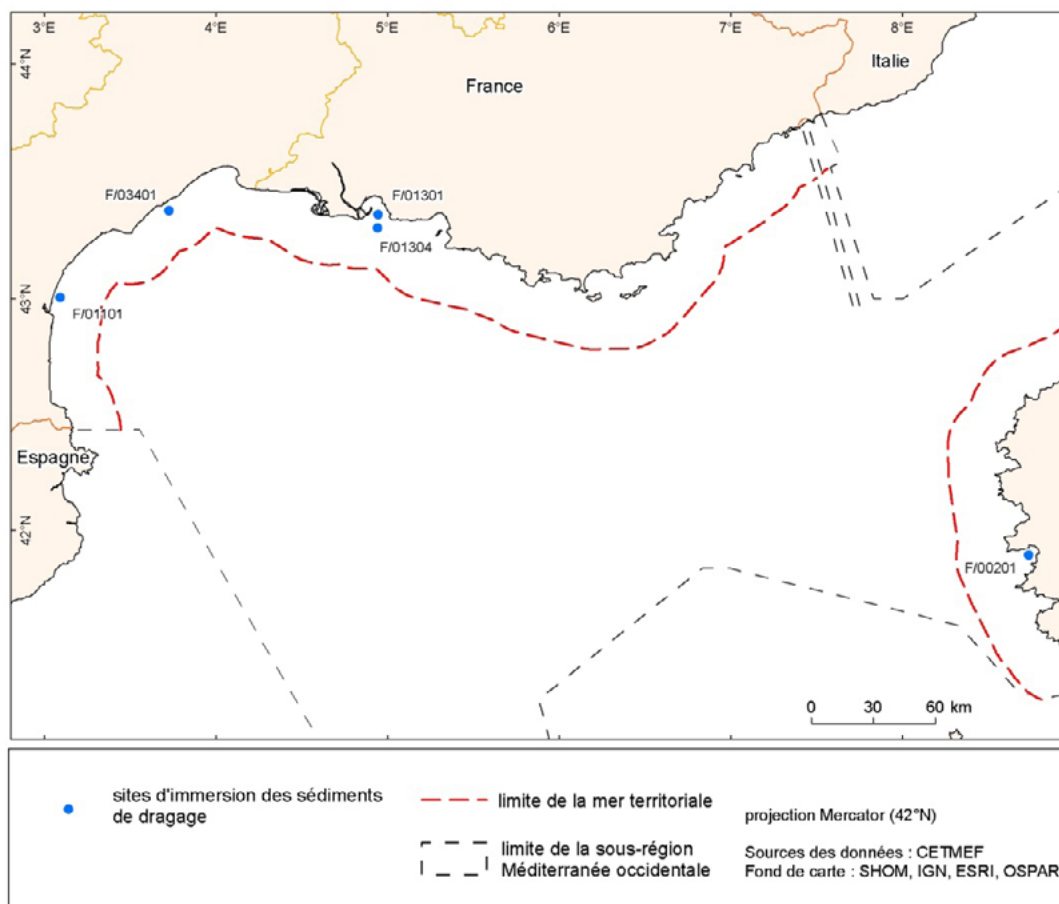 3°E
4°E
5°E
6°E
7°E
8°E
44°N
Italie
France
F/03401
F/01301
F/01304
43°N
F/01101
Espagne
42°N
F/00201
0 30 60 km
sites d'immersion des sédiments
de dragage
limite de la mer territoriale
limite de la sous-région
Méditerranée occidentale
projection Mercator (42°N)
Sources des données : CETMEF
Fond de carte : SHOM, IGN, ESRI, OSPAR